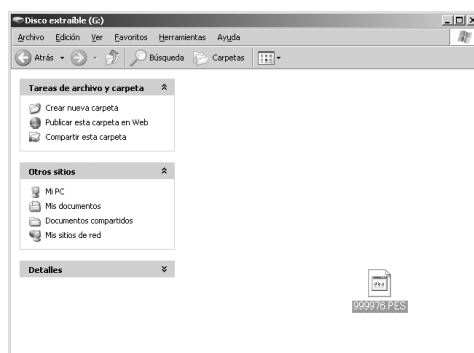 Disco extraíble (G:)
Archivo Edición Ver Favoritos Herramientas Ayuda
Atrás Búsqueda Carpetas
Tareas de archivo y carpeta
Crear nueva carpeta
Publicar esta carpeta en Web
Compartir esta carpeta
Otros sitios
Mi PC
Mis documentos
Documentos compartidos
Mis sitios de red
Detalles
999976.PES